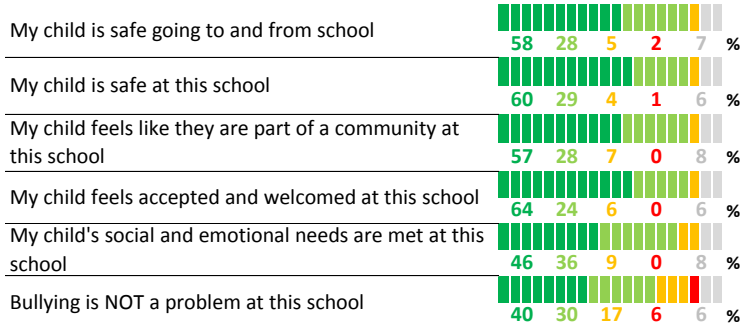 My child is safe going to and from school
58 28 5 2 7 %
My child is safe at this school
60 29 4 1 6 %
My child feels like they are part of a community at
this school
57 28 7 0 8 %
My child feels accepted and welcomed at this school
64 24 6 0 6 %
My child's social and emotional needs are met at this
school
46 36 9 0 8 %
Bullying is NOT a problem at this school
40 30 17 6 6 %